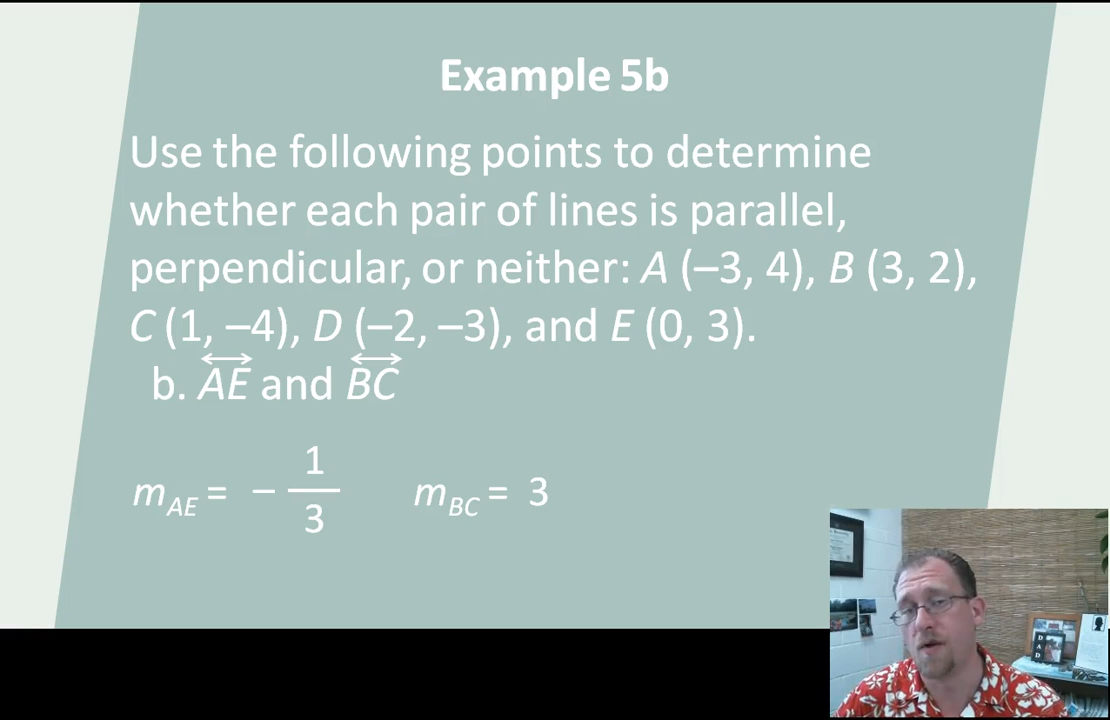 Example 5b
Use the following points to determine
whether each pair of lines is parallel,
perpendicular, or neither: A (–3, 4), B (3, 2),
C (1, –4), D (–2, –3), and E (0, 3).
b. AE and BC
m_AE = – 1/3 m_BC = 3
DAD